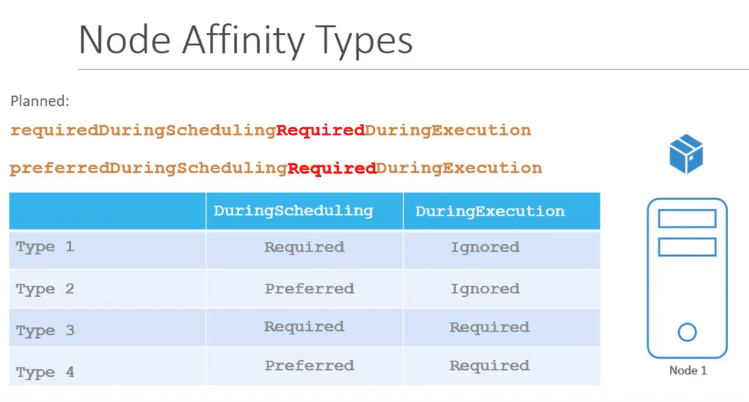 Node Affinity Types
Planned:
requiredDuringSchedulingRequiredDuringExecution
preferredDuringSchedulingRequiredDuringExecution
DuringScheduling DuringExecution
Type 1 Required Ignored
Type 2 Preferred Ignored
Type 3 Required Required
Type 4 Preferred Required
Node 1